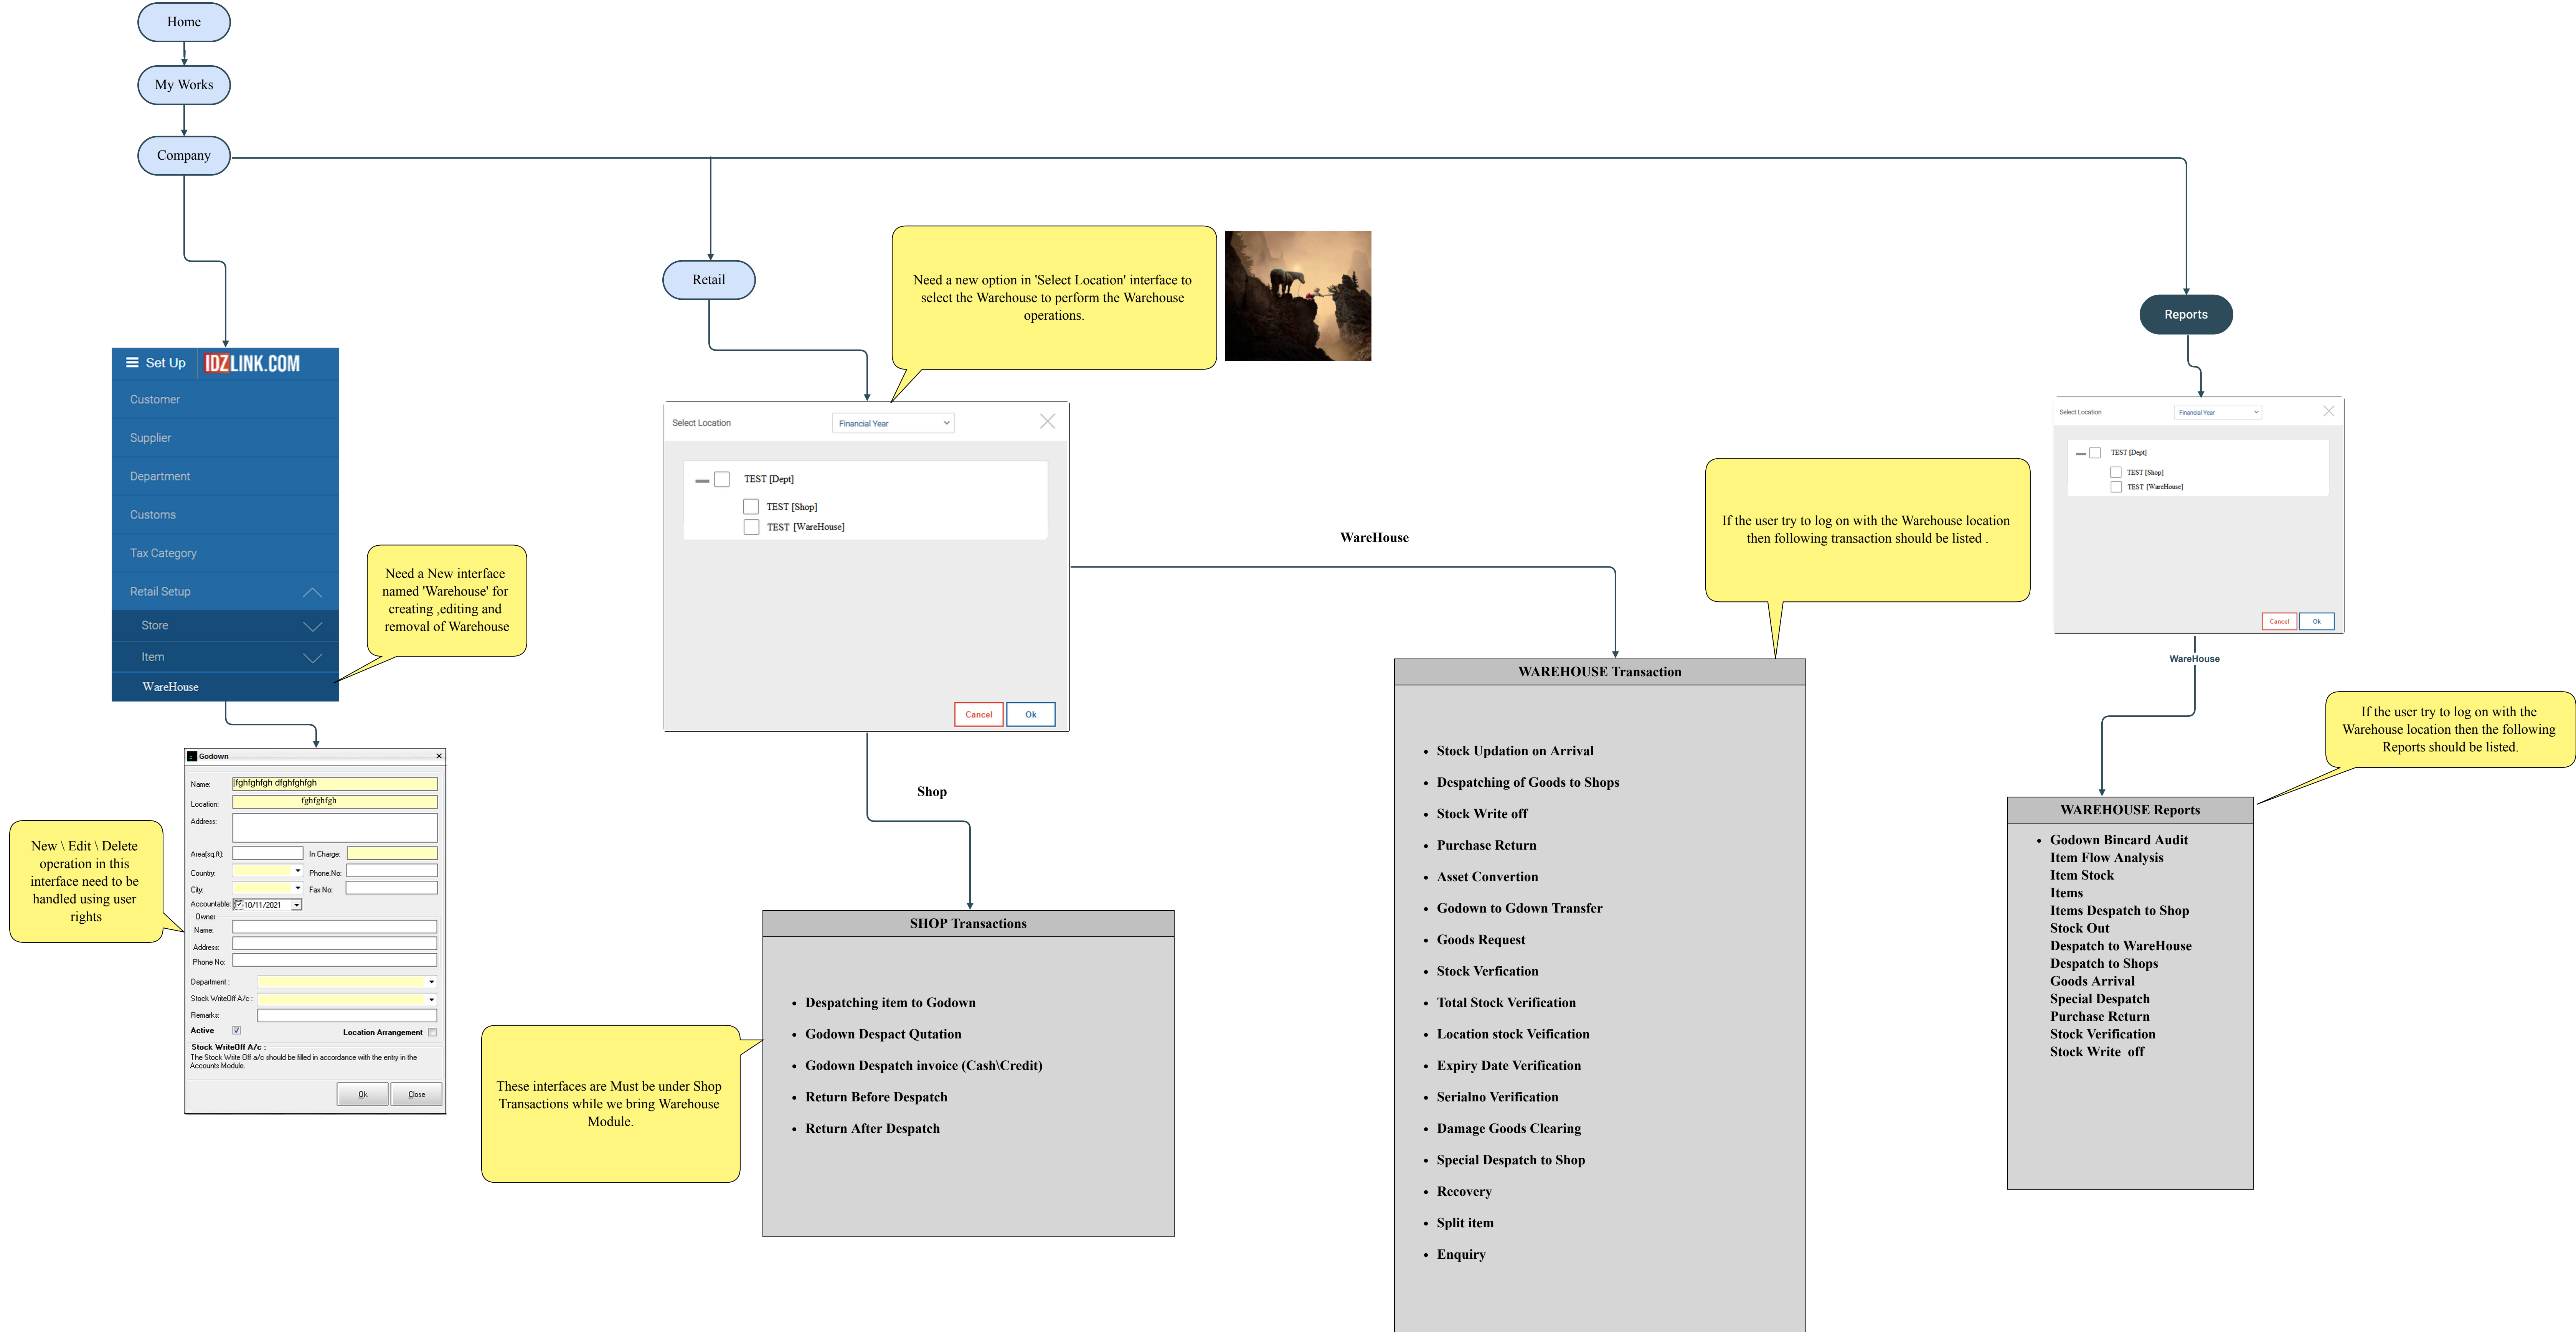 Home
My Works
Company
Retail
Reports
Need a new option in 'Select Location' interface to
select the Warehouse to perform the Warehouse
operations.
Set Up IDZLINK.COM
Customer
Supplier
Department
Customs
Tax Category
Retail Setup
Store
Item
WareHouse
Need a New interface
named 'Warehouse' for
creating ,editing and
removal of Warehouse
Godown
Name: fghfghfgh dfghfghfgh
Location: fghfghfgh
Address:
Area(sq.ft): In Charge:
Country: Phone.No:
City: Fax No:
Accountable: 10/11/2021
Owner
Name:
Address:
Phone No:
Department :
Stock WriteOff A/c :
Remarks:
Active Location Arrangement
Stock WriteOff A/c :
The Stock Write Off a/c should be filled in accordance with the entry in the
Accounts Module.
Ok Close
New \ Edit \ Delete
operation in this
interface need to be
handled using user
rights
Select Location Financial Year
TEST [Dept]
TEST [Shop]
TEST [WareHouse]
Cancel Ok
Shop
WareHouse
SHOP Transactions
• Despatching item to Godown
• Godown Despact Qutation
• Godown Despatch invoice (Cash\Credit)
• Return Before Despatch
• Return After Despatch
These interfaces are Must be under Shop
Transactions while we bring Warehouse
Module.
If the user try to log on with the Warehouse location
then following transaction should be listed .
WAREHOUSE Transaction
• Stock Updation on Arrival
• Despatching of Goods to Shops
• Stock Write off
• Purchase Return
• Asset Convertion
• Godown to Gdown Transfer
• Goods Request
• Stock Verfication
• Total Stock Verification
• Location stock Veification
• Expiry Date Verification
• Serialno Verification
• Damage Goods Clearing
• Special Despatch to Shop
• Recovery
• Split item
• Enquiry
Select Location Financial Year
TEST [Dept]
TEST [Shop]
TEST [WareHouse]
Cancel Ok
WareHouse
If the user try to log on with the
Warehouse location then the following
Reports should be listed.
WAREHOUSE Reports
• Godown Bincard Audit
Item Flow Analysis
Item Stock
Items
Items Despatch to Shop
Stock Out
Despatch to WareHouse
Despatch to Shops
Goods Arrival
Special Despatch
Purchase Return
Stock Verification
Stock Write off